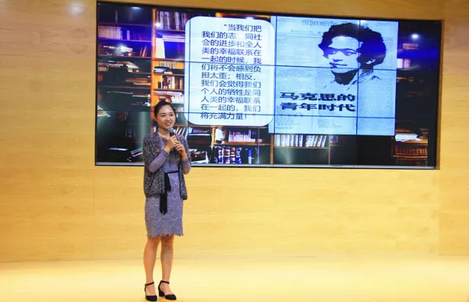 “当我们把
我们的志 同社
会的进步和全人
类的幸福联系在
一起的时候，我
们将不会感到负
担太重；相反，
我们会觉得我们
个人的牺牲是同
人类的幸福联系
在一起的，我们
将充满力量！”
马克思的
青年时代